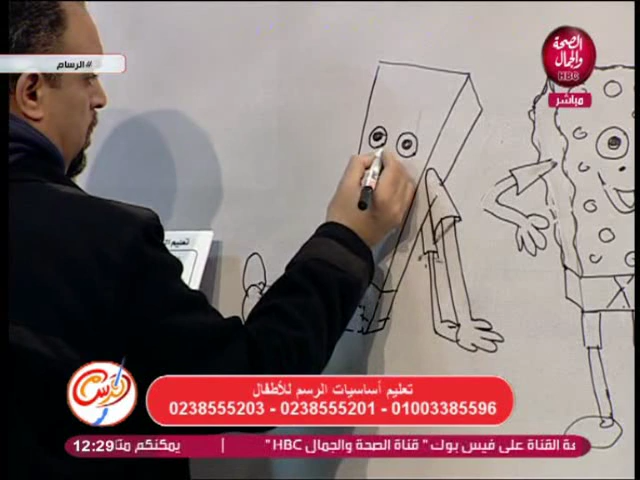 #الرسام
الصحة
والجمال
HBC
مباشر
تعليم
تعليم أساسيات الرسم للأطفال
0238555203 - 0238555201 - 01003385596
ة القناة على فيس بوك " قناة الصحة والجمال HBC "
يمكنكم متا
12:29